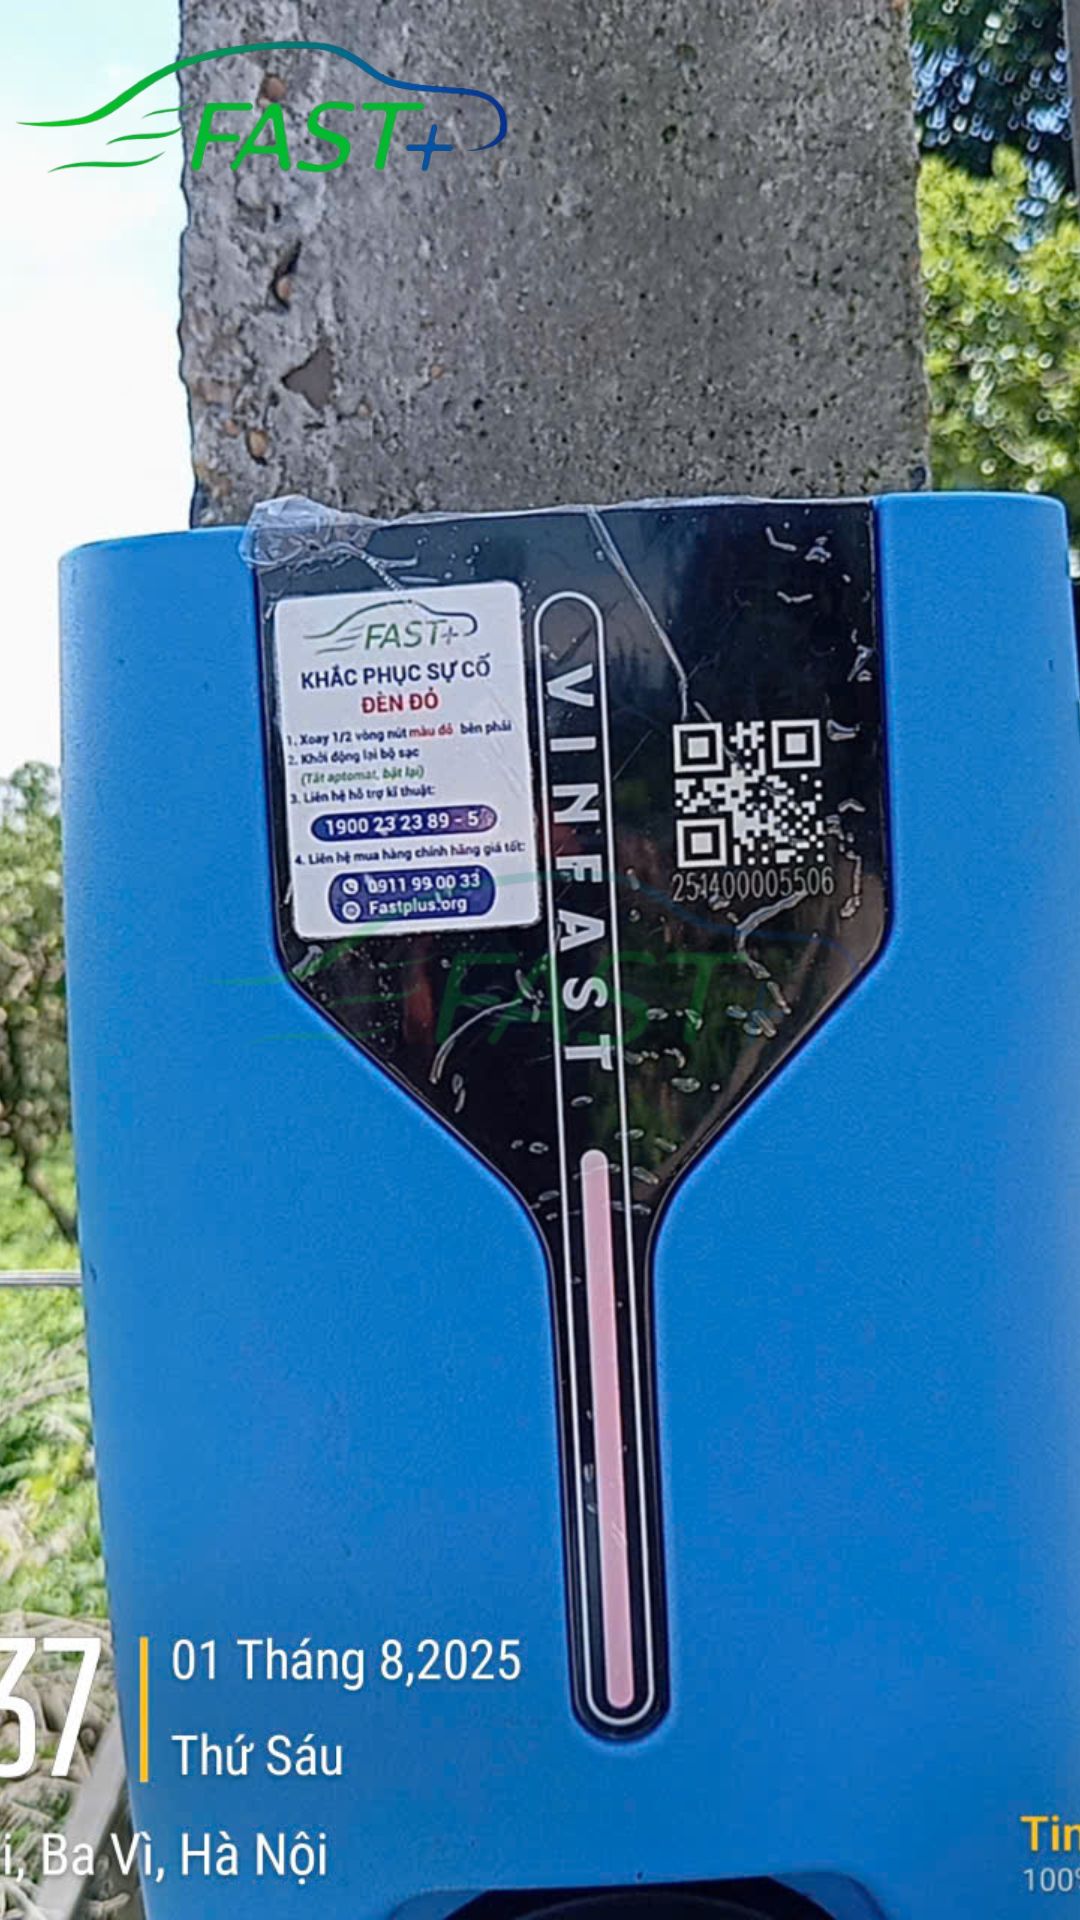 FAST+
FAST+
KHẮC PHỤC SỰ CỐ
ĐÈN ĐỎ
1. Xoay 1/2 vòng nút màu đỏ bên phải
2. Khởi động lại bộ sạc
(Tắt aptomat, bật lại)
3. Liên hệ hỗ trợ kĩ thuật:
1900 23 23 89 - 5
4. Liên hệ mua hàng chính hãng giá tốt:
0911 99 00 33
Fastplus.org
VINFAST
251400005506
FAST+
37
01 Tháng 8,2025
Thứ Sáu
i, Ba Vì, Hà Nội
Tim
100%